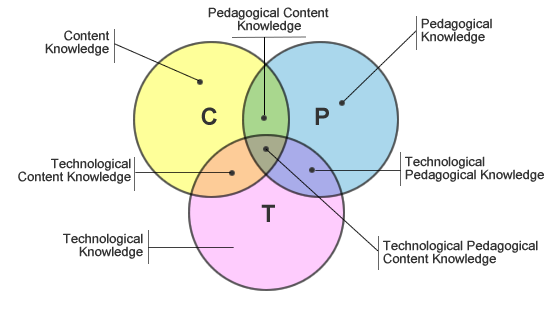 Pedagogical Content
Knowledge
Content
Knowledge
Pedagogical
Knowledge
C
P
Technological
Content Knowledge
Technological
Pedagogical Knowledge
T
Technological
Knowledge
Technological Pedagogical
Content Knowledge